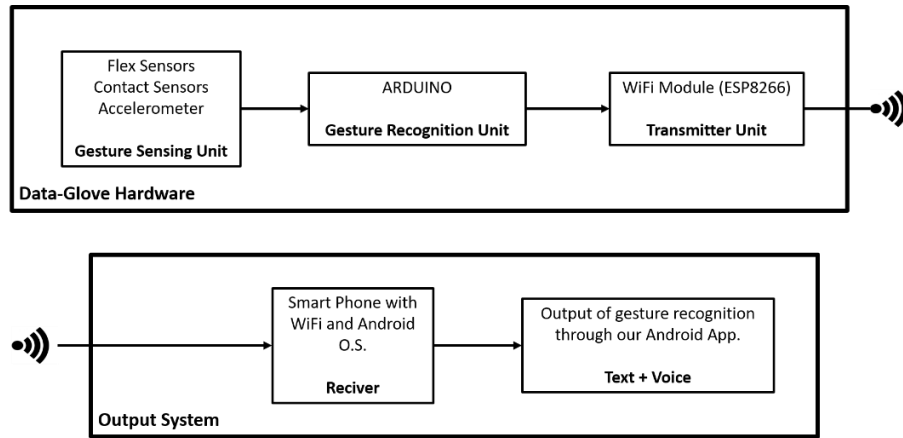 Flex Sensors
Contact Sensors
Accelerometer
Gesture Sensing Unit
ARDUINO
Gesture Recognition Unit
WiFi Module (ESP8266)
Transmitter Unit
Data-Glove Hardware
Smart Phone with
WiFi and Android
O.S.
Reciver
Output of gesture recognition
through our Android App.
Text + Voice
Output System